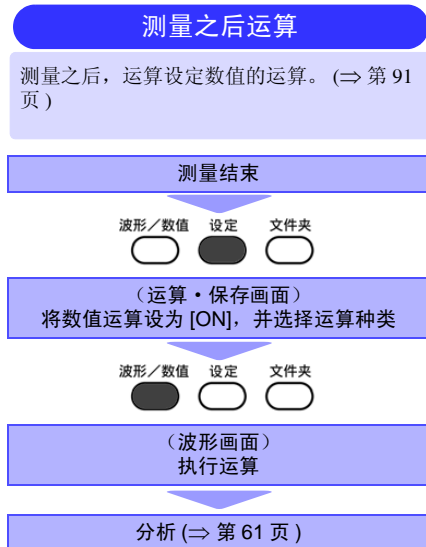 测量之后运算
测量之后，运算设定数值的运算。 (⇒ 第 91
页 )
测量结束
波形／数值 设定 文件夹
（运算・保存画面）
将数值运算设为 [ON]，并选择运算种类
波形／数值 设定 文件夹
（波形画面）
执行运算
分析 (⇒ 第 61 页 )